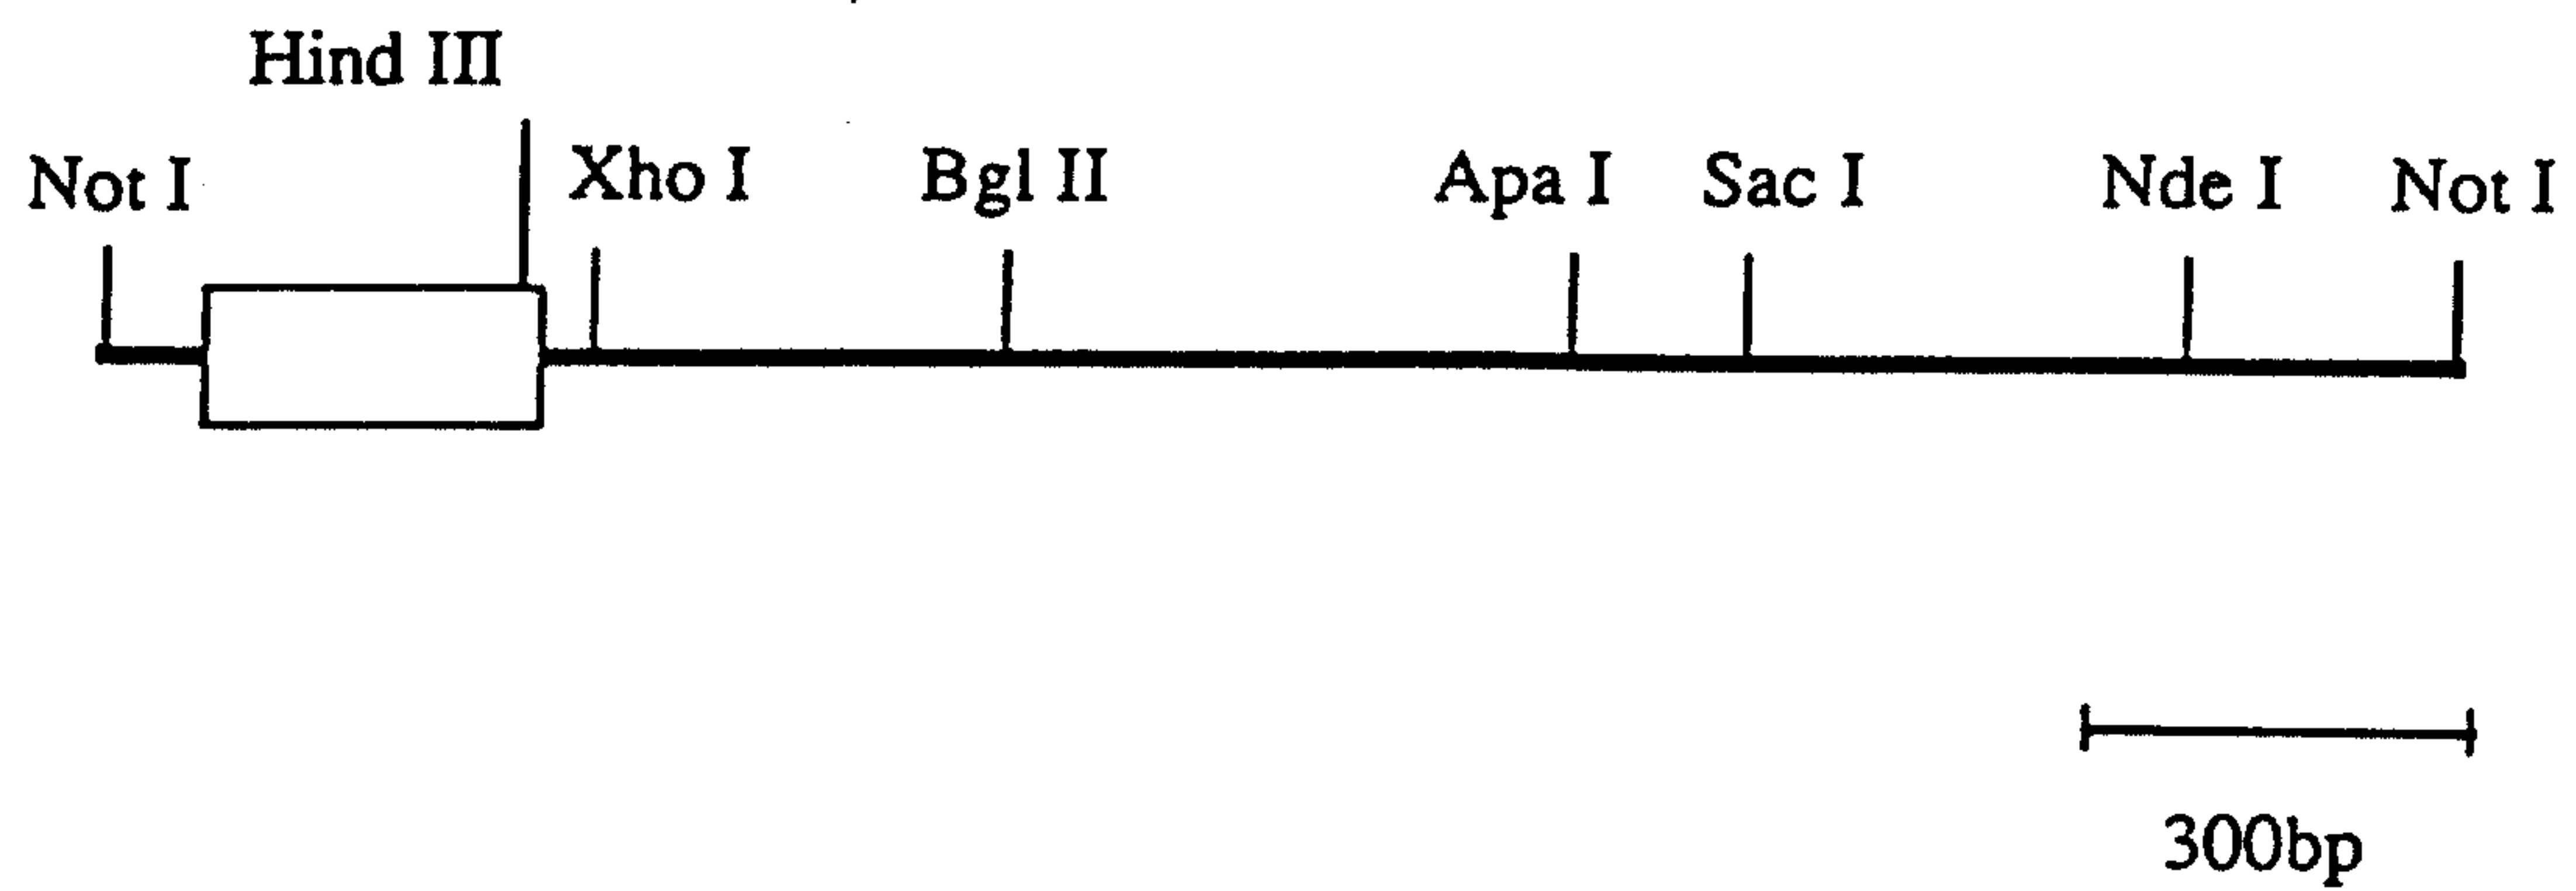 Hind III
Not I
Xho I
Bgl II
Apa I
Sac I
Nde I
Not I
300bp